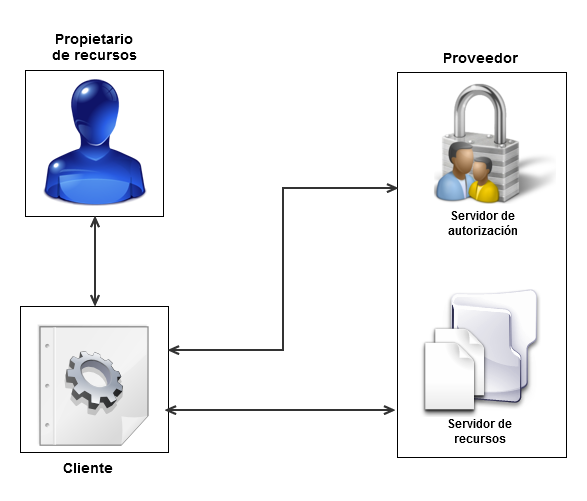 Propietario
de recursos
Proveedor
Servidor de
autorización
Servidor de
recursos
Cliente